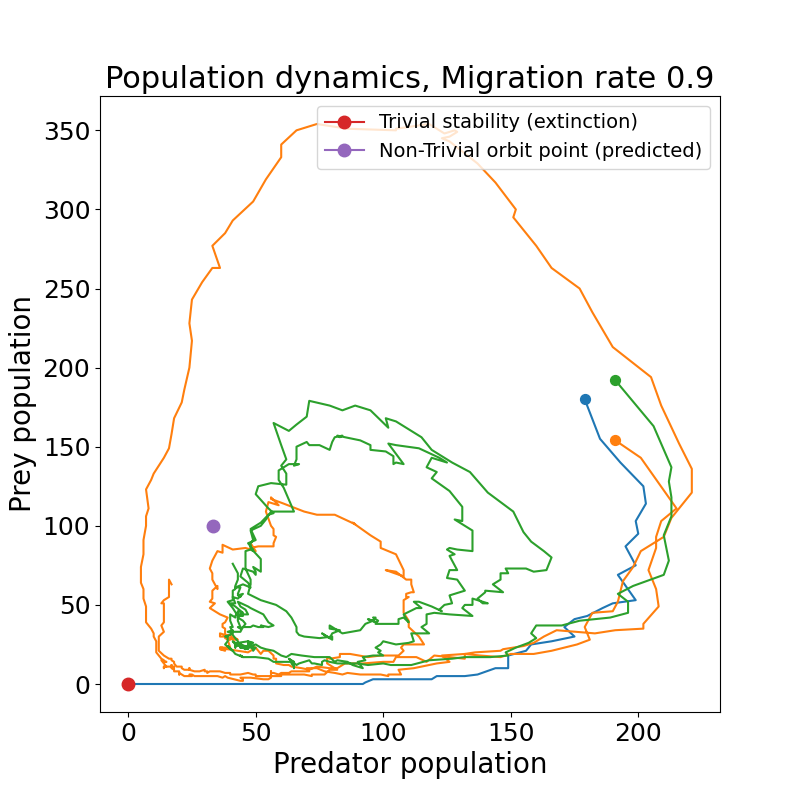 Population dynamics, Migration rate 0.9
Trivial stability (extinction)
Non-Trivial orbit point (predicted)
Prey population
350
300
250
200
150
100
50
0
0 50 100 150 200
Predator population